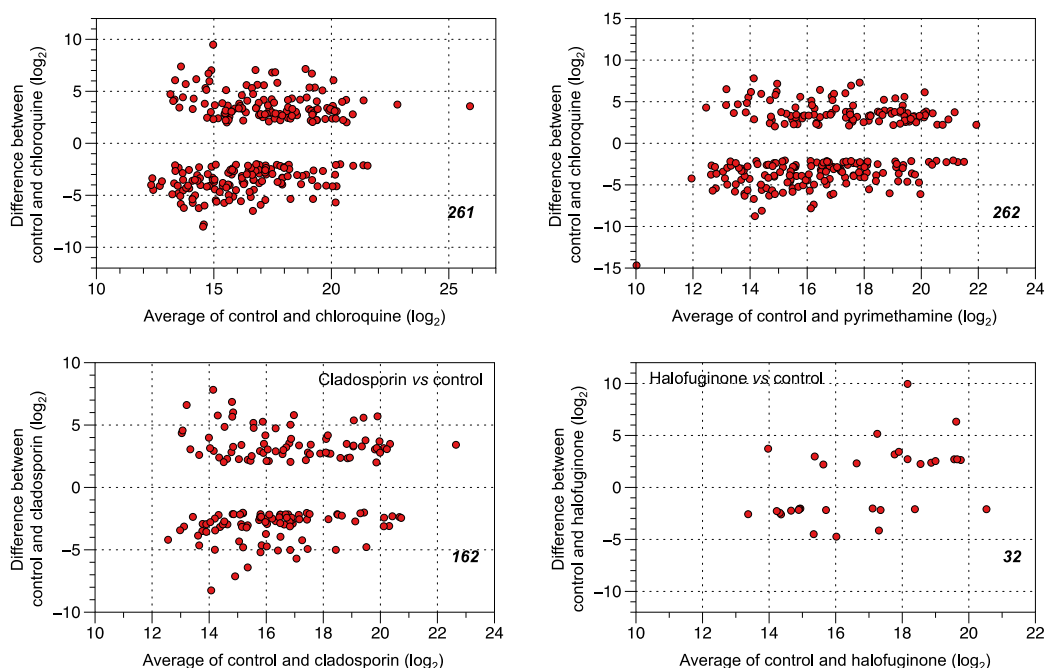 10
5
0
−5
−10
Difference between
control and chloroquine (log2)
261
10 15 20 25
Average of control and chloroquine (log2)
15
10
5
0
−5
−10
−15
Difference between
control and chloroquine (log2)
262
10 12 14 16 18 20 22 24
Average of control and pyrimethamine (log2)
10
5
0
−5
−10
Difference between
control and cladosporin (log2)
Cladosporin vs control
162
10 12 14 16 18 20 22 24
Average of control and cladosporin (log2)
10
5
0
−5
−10
Difference between
control and halofuginone (log2)
Halofuginone vs control
32
10 12 14 16 18 20 22
Average of control and halofuginone (log2)